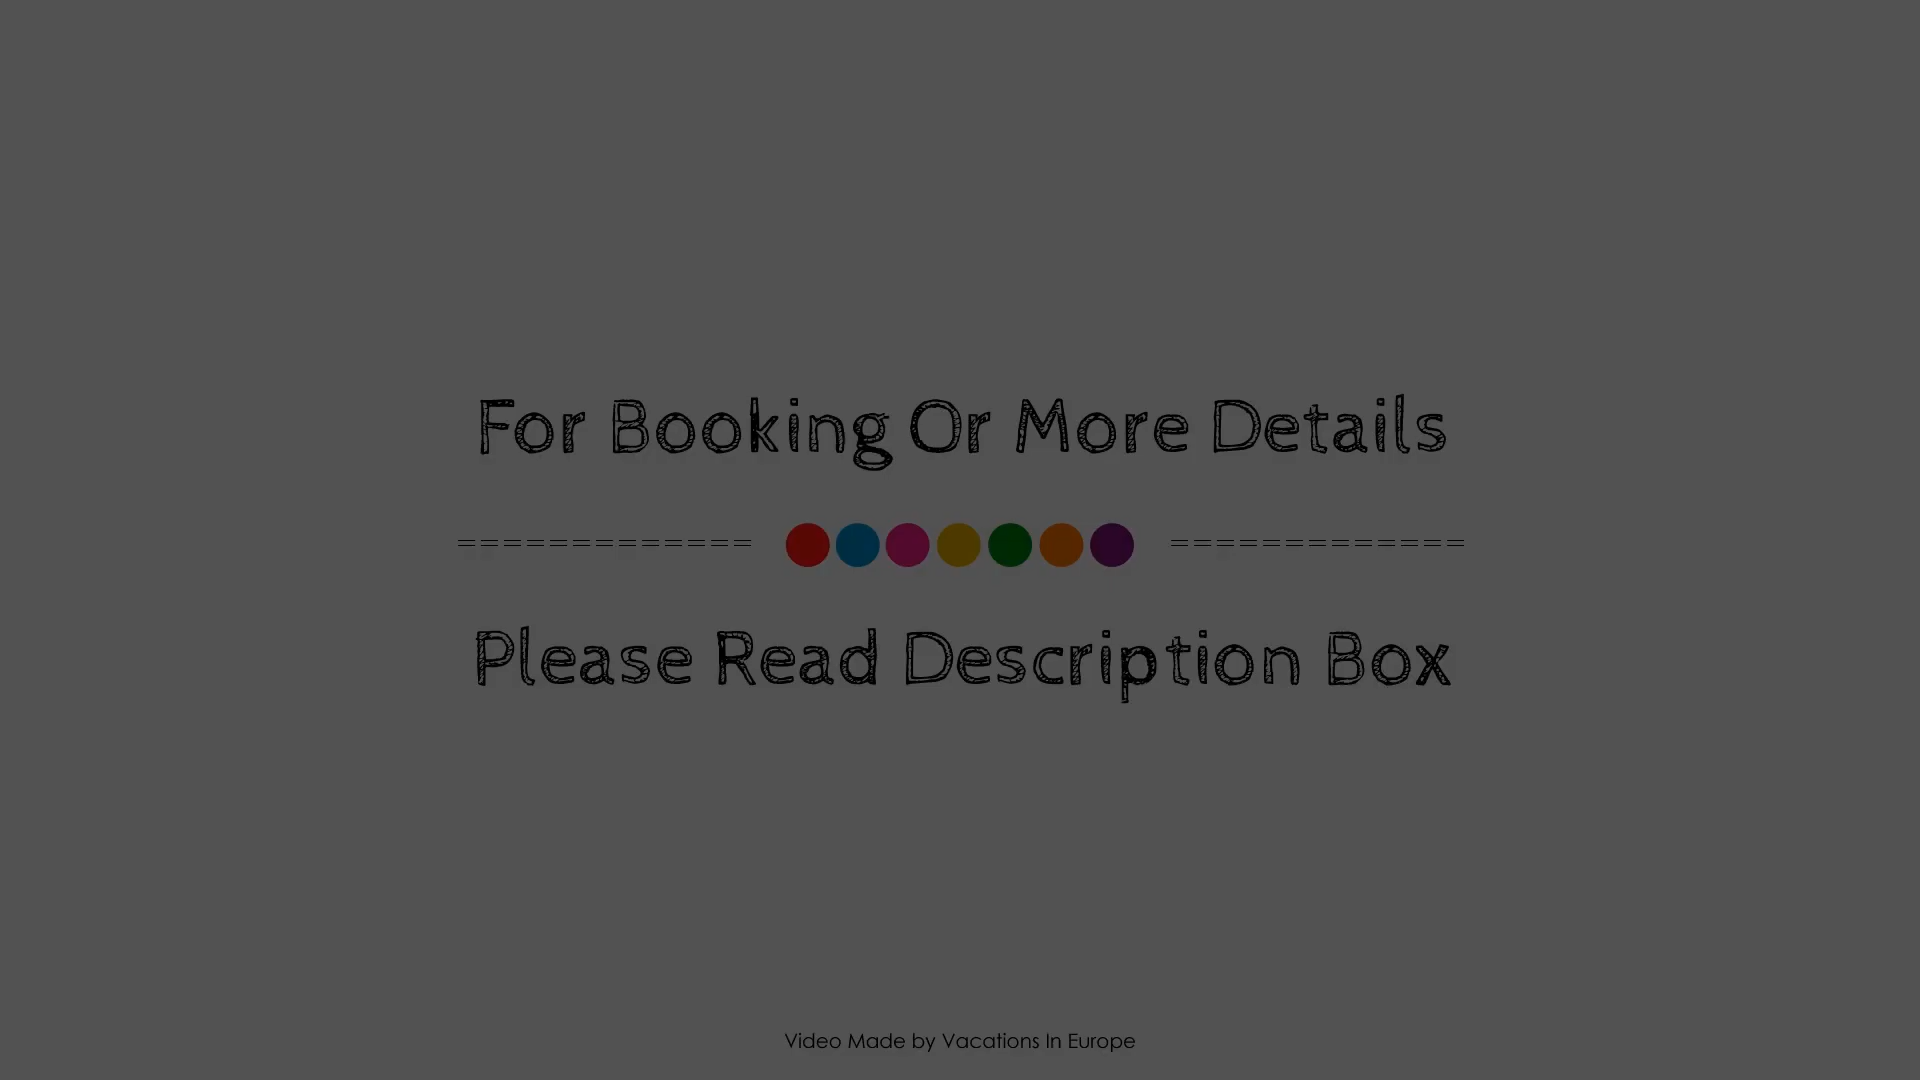 For Booking Or More Details
============= =============
Please Read Description Box
Video Made by Vacations In Europe